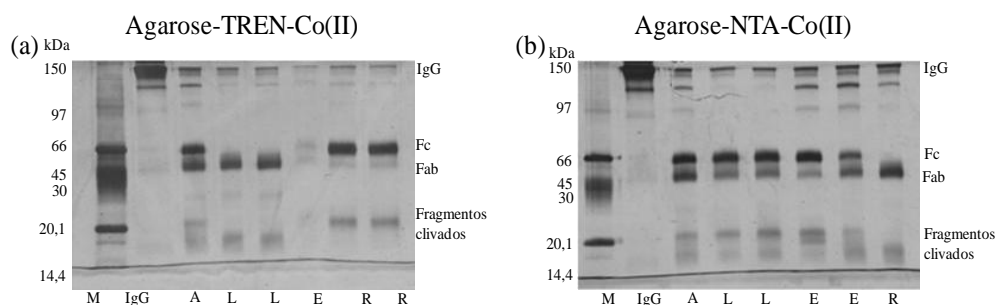 Agarose-TREN-Co(II)
(a)
kDa
150
97
66
45
30
20,1
14,4
IgG
Fc
Fab
Fragmentos
clivados
M IgG A L L E R R
Agarose-NTA-Co(II)
(b)
kDa
150
97
66
45
30
20,1
14,4
IgG
Fc
Fab
Fragmentos
clivados
M IgG A L L E E R